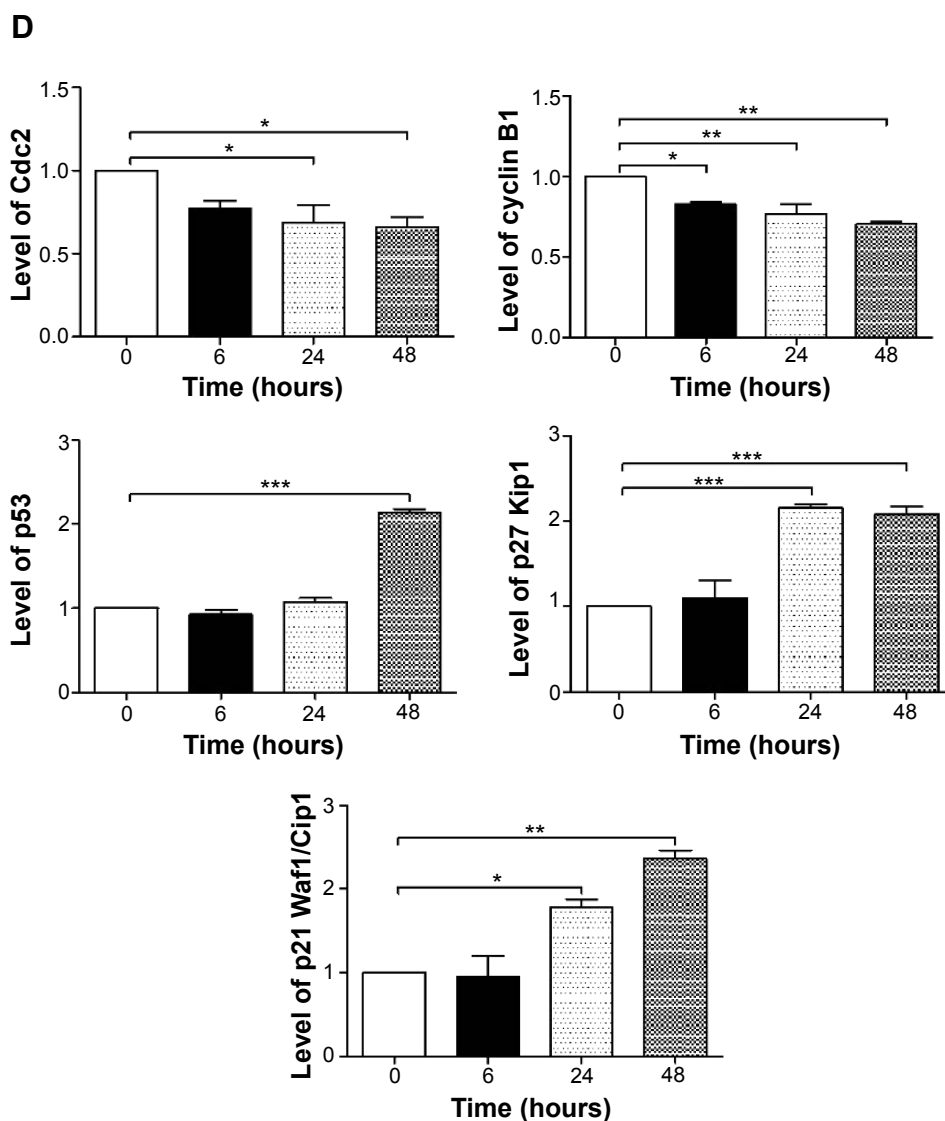 D
Level of Cdc2
1.5
1.0
0.5
0.0
*
*
0 6 24 48
Time (hours)
Level of cyclin B1
1.5
1.0
0.5
0.0
**
**
*
0 6 24 48
Time (hours)
Level of p53
3
2
1
0
***
0 6 24 48
Time (hours)
Level of p27 Kip1
3
2
1
0
***
***
0 6 24 48
Time (hours)
Level of p21 Waf1/Cip1
3
2
1
0
**
*
0 6 24 48
Time (hours)